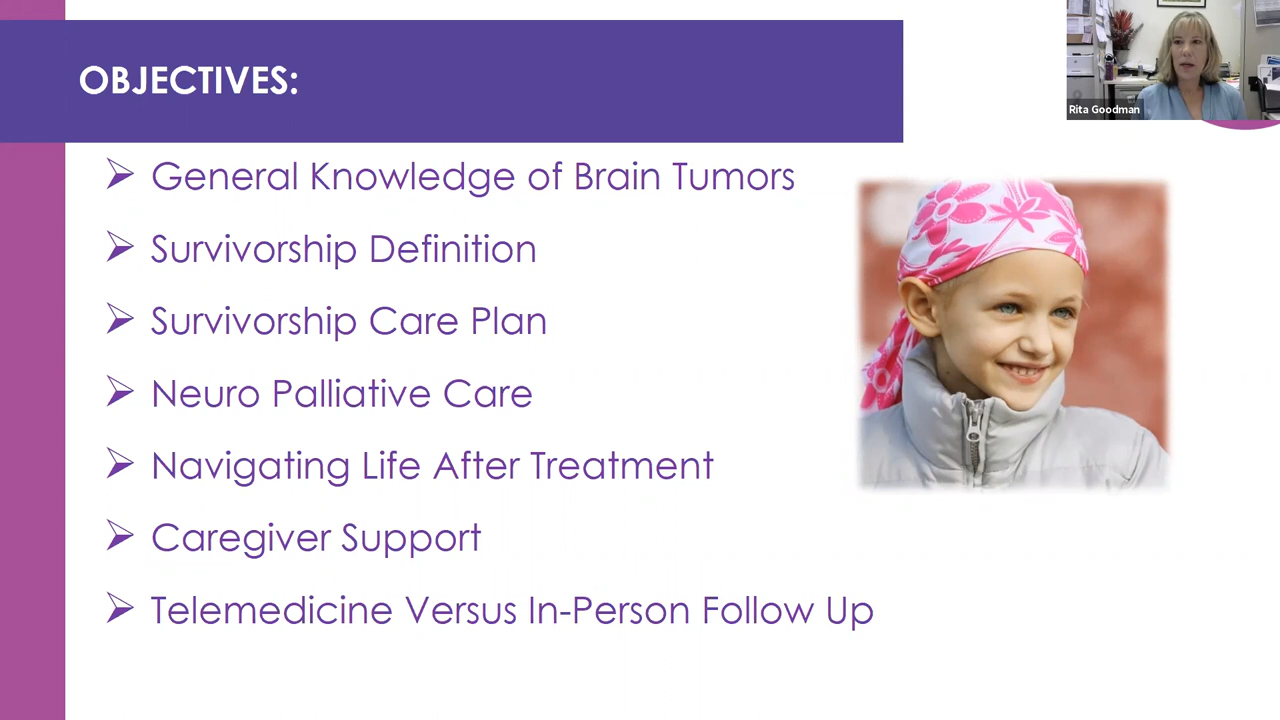 OBJECTIVES:
Rita Goodman
General Knowledge of Brain Tumors
Survivorship Definition
Survivorship Care Plan
Neuro Palliative Care
Navigating Life After Treatment
Caregiver Support
Telemedicine Versus In-Person Follow Up